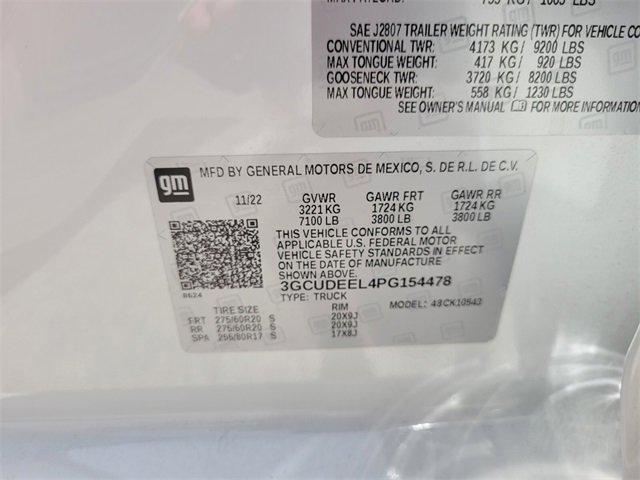 SAE J2807 TRAILER WEIGHT RATING (TWR) FOR VEHICLE CO
CONVENTIONAL TWR: 4173 KG / 9200 LBS
MAX TONGUE WEIGHT: 417 KG / 920 LBS
GOOSENECK TWR: 3720 KG / 8200 LBS
MAX TONGUE WEIGHT: 558 KG / 1230 LBS
SEE OWNER'S MANUAL FOR MORE INFORMATION
gm
gm MFD BY GENERAL MOTORS DE MEXICO, S. DE R.L. DE C.V.
11/22 GVWR GAWR FRT GAWR RR
3221 KG 1724 KG 1724 KG
7100 LB 3800 LB 3800 LB
THIS VEHICLE CONFORMS TO ALL
APPLICABLE U.S. FEDERAL MOTOR
VEHICLE SAFETY STANDARDS IN EFFECT
ON THE DATE OF MANUFACTURE
SHOWN ABOVE.
3GCUDEEL4PG154478
8624 TYPE: TRUCK MODEL: 48CK10543
TIRE SIZE RIM
FRT 275/60R20 S 20X9J
RR 275/60R20 S 20X9J
SPA 255/80R17 S 17X8J